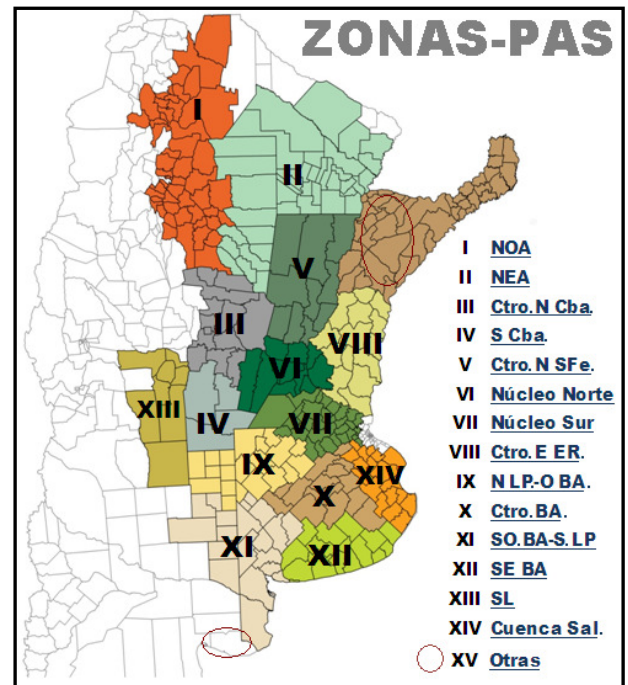 ZONAS-PAS
I
II
V
III
VIII
VI
XIII
IV
VII
IX
XIV
X
XI
XII
I NOA
II NEA
III Ctro.N Cba.
IV S Cba.
V Ctro.N SFe.
VI Núcleo Norte
VII Núcleo Sur
VIII Ctro.E ER.
IX N LP.-O BA.
X Ctro.BA.
XI SO.BA-S.LP
XII SE BA
XIII SL
XIV Cuenca Sal.
XV Otras